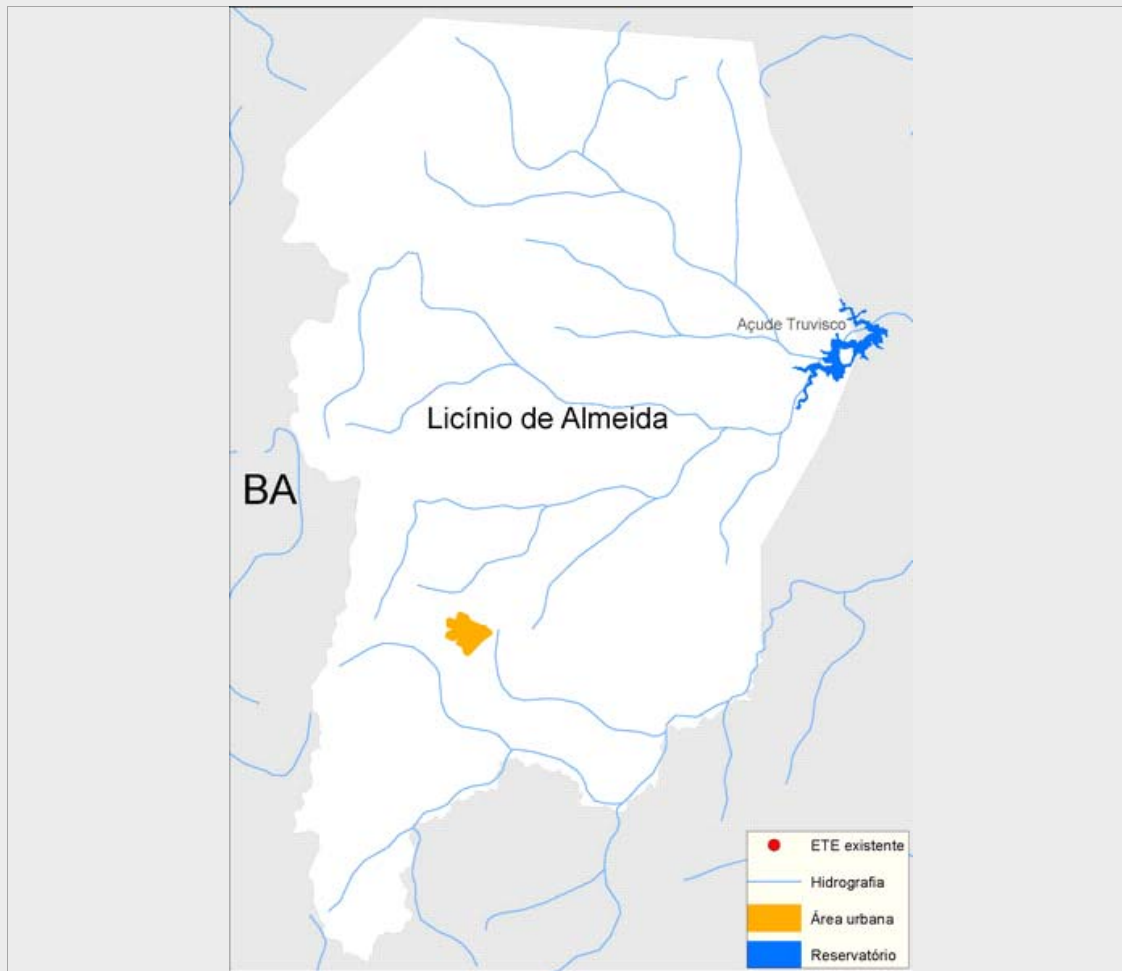 Açude Truvisco
Licínio de Almeida
BA
ETE existente
Hidrografia
Área urbana
Reservatório